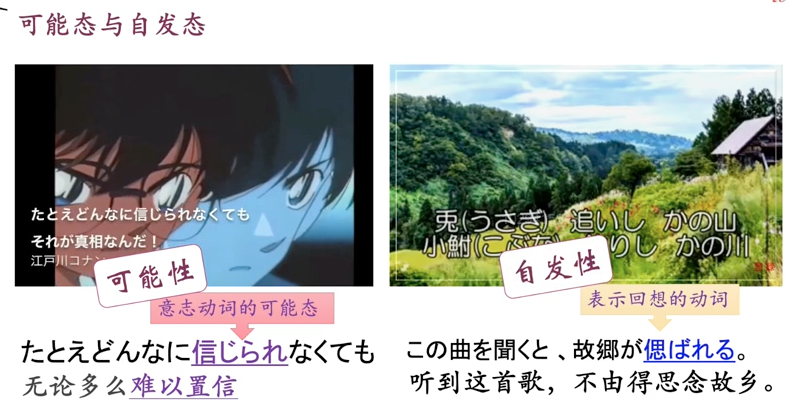 可能态与自发态
たとえどんなに信じられなくても
それが真相なんだ！
江戸川コナン
可能性
意志动词的可能态
たとえどんなに信じられなくても
无论多么难以置信
兎(うさぎ) 追いし かの山
小鮒(こぶな) りし かの川
自发性
表示回想的动词
この曲を聞くと、故郷が偲ばれる。
听到这首歌，不由得思念故乡。